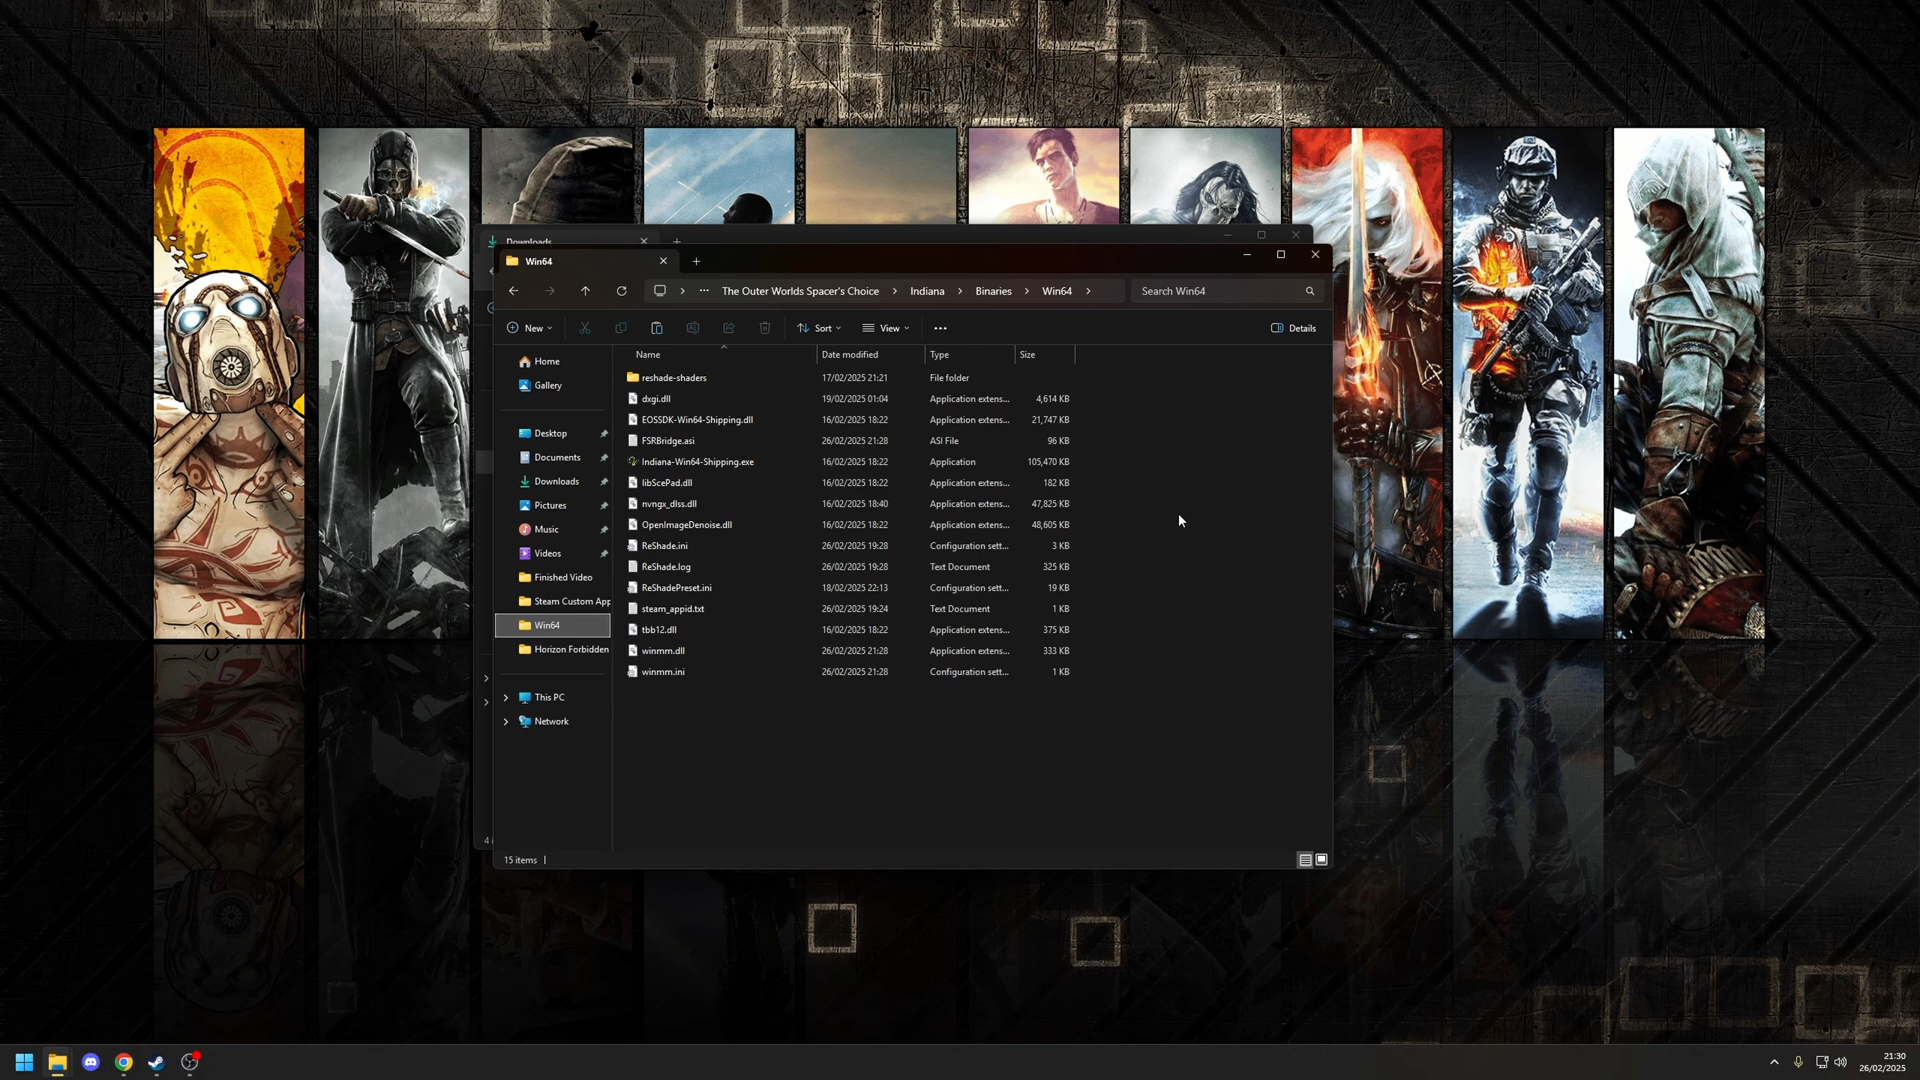 Downloads
Win64
The Outer Worlds Spacer's Choice
Indiana
Binaries
Win64
Search Win64
New
Sort
View
Details
Name Date modified Type Size
Home
Gallery
Desktop
Documents
Downloads
Pictures
Music
Videos
Finished Video
Steam Custom App
Win64
Horizon Forbidden
This PC
Network
reshade-shaders 17/02/2025 21:21 File folder
dxgi.dll 19/02/2025 01:04 Application extens... 4,614 KB
EOSSDK-Win64-Shipping.dll 16/02/2025 18:22 Application extens... 21,747 KB
FSRBridge.asi 26/02/2025 21:28 ASI File 96 KB
Indiana-Win64-Shipping.exe 16/02/2025 18:22 Application 105,470 KB
libScePad.dll 16/02/2025 18:22 Application extens... 182 KB
nvngx_dlss.dll 16/02/2025 18:40 Application extens... 47,825 KB
OpenImageDenoise.dll 16/02/2025 18:22 Application extens... 48,605 KB
ReShade.ini 26/02/2025 19:28 Configuration sett... 3 KB
ReShade.log 26/02/2025 19:28 Text Document 325 KB
ReShadePreset.ini 18/02/2025 22:13 Configuration sett... 19 KB
steam_appid.txt 26/02/2025 19:24 Text Document 1 KB
tbb12.dll 16/02/2025 18:22 Application extens... 375 KB
winmm.dll 26/02/2025 21:28 Application extens... 333 KB
winmm.ini 26/02/2025 21:28 Configuration sett... 1 KB
4 i
15 items
21:30
26/02/2025